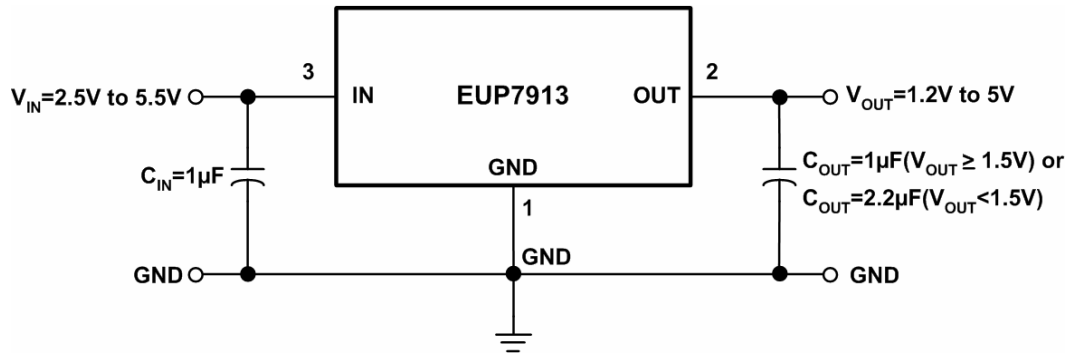 3
2
V_IN=2.5V to 5.5V
IN
EUP7913
OUT
V_OUT=1.2V to 5V
GND
C_IN=1µF
C_OUT=1µF(V_OUT ≥ 1.5V) or
C_OUT=2.2µF(V_OUT<1.5V)
1
GND
GND
GND